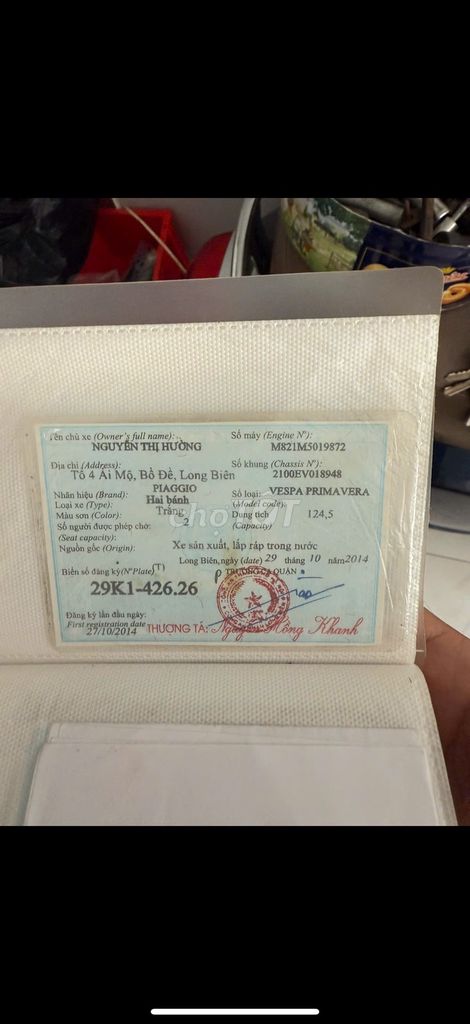 Tên chủ xe (Owner's full name): Số máy (Engine N°):
NGUYỄN THỊ HƯỜNG M821M5019872
Địa chỉ (Address): Số khung (Chassis N°):
Tổ 4 Ái Mộ, Bồ Đề, Long Biên 2100EV018948
Nhãn hiệu (Brand): PIAGGIO Số loại: VESPA PRIMAVERA
Loại xe (Type): Hai bánh (Model code):
Màu sơn (Color): Trắng Dung tích 124,5
Số người được phép chở: 2 (Capacity)
(Seat capacity):
Nguồn gốc (Origin): Xe sản xuất, lắp ráp trong nước
Long Biên, ngày (date) 29 tháng 10 năm 2014
Biển số đăng ký (N° Plate) (T) P TRƯỞNG CA QUẬN
29K1-426.26
Đăng ký lần đầu ngày:
First registration date
27/10/2014 THƯỢNG TÁ: Nguyễn Hồng Khanh
chợ TỐT